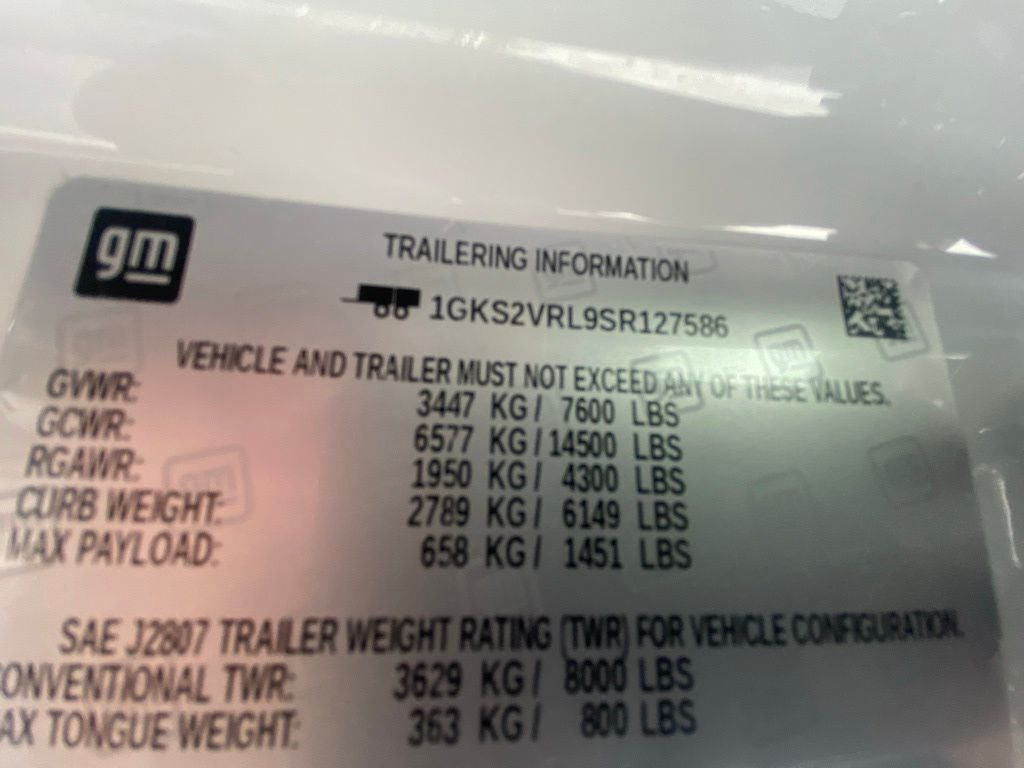 gm
TRAILERING INFORMATION
1GKS2VRL9SR127586
VEHICLE AND TRAILER MUST NOT EXCEED ANY OF THESE VALUES.
GVWR: 3447 KG / 7600 LBS
GCWR: 6577 KG / 14500 LBS
RGAWR: 1950 KG / 4300 LBS
CURB WEIGHT: 2789 KG / 6149 LBS
MAX PAYLOAD: 658 KG / 1451 LBS
SAE J2807 TRAILER WEIGHT RATING (TWR) FOR VEHICLE CONFIGURATION.
ONVENTIONAL TWR: 3629 KG / 8000 LBS
AX TONGUE WEIGHT: 363 KG / 800 LBS